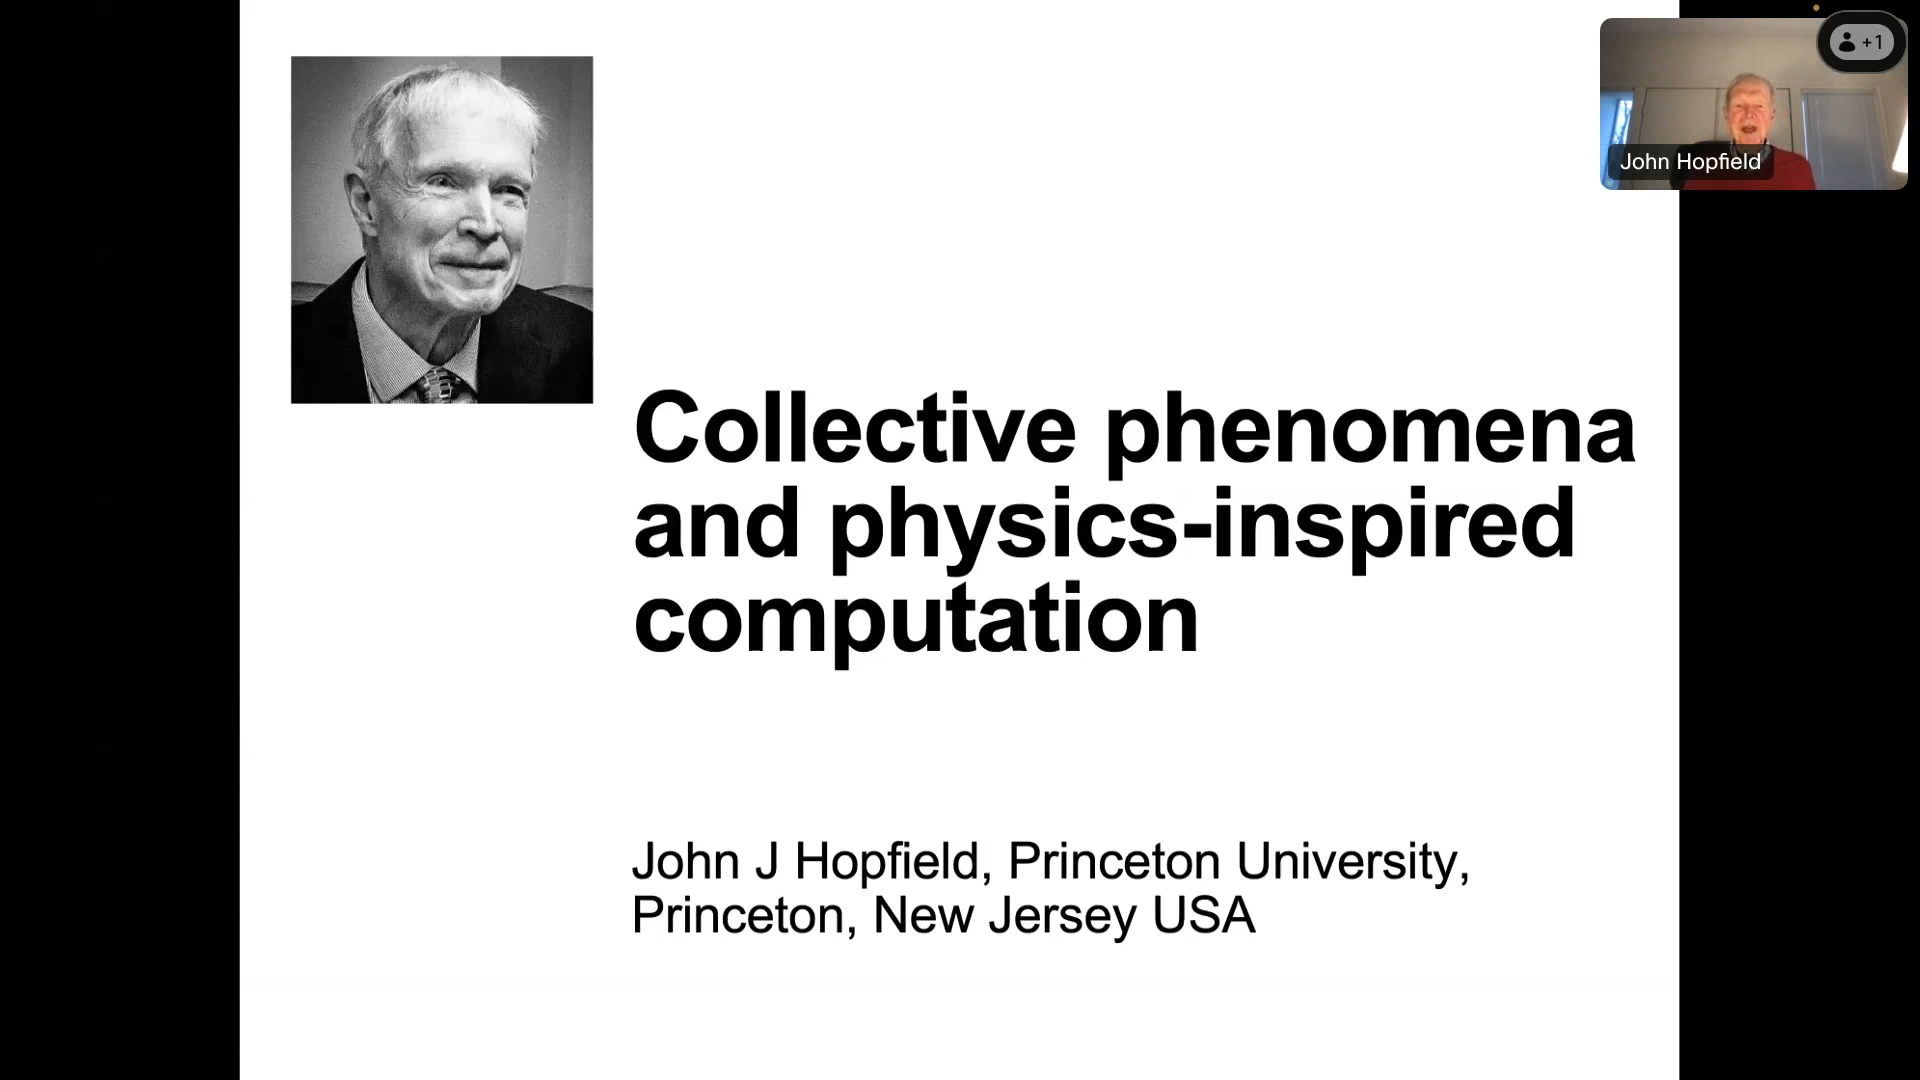 +1
John Hopfield
Collective phenomena
and physics-inspired
computation
John J Hopfield, Princeton University,
Princeton, New Jersey USA